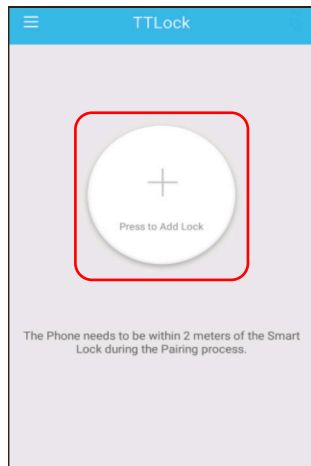 TTLock
Press to Add Lock
The Phone needs to be within 2 meters of the Smart
Lock during the Pairing process.